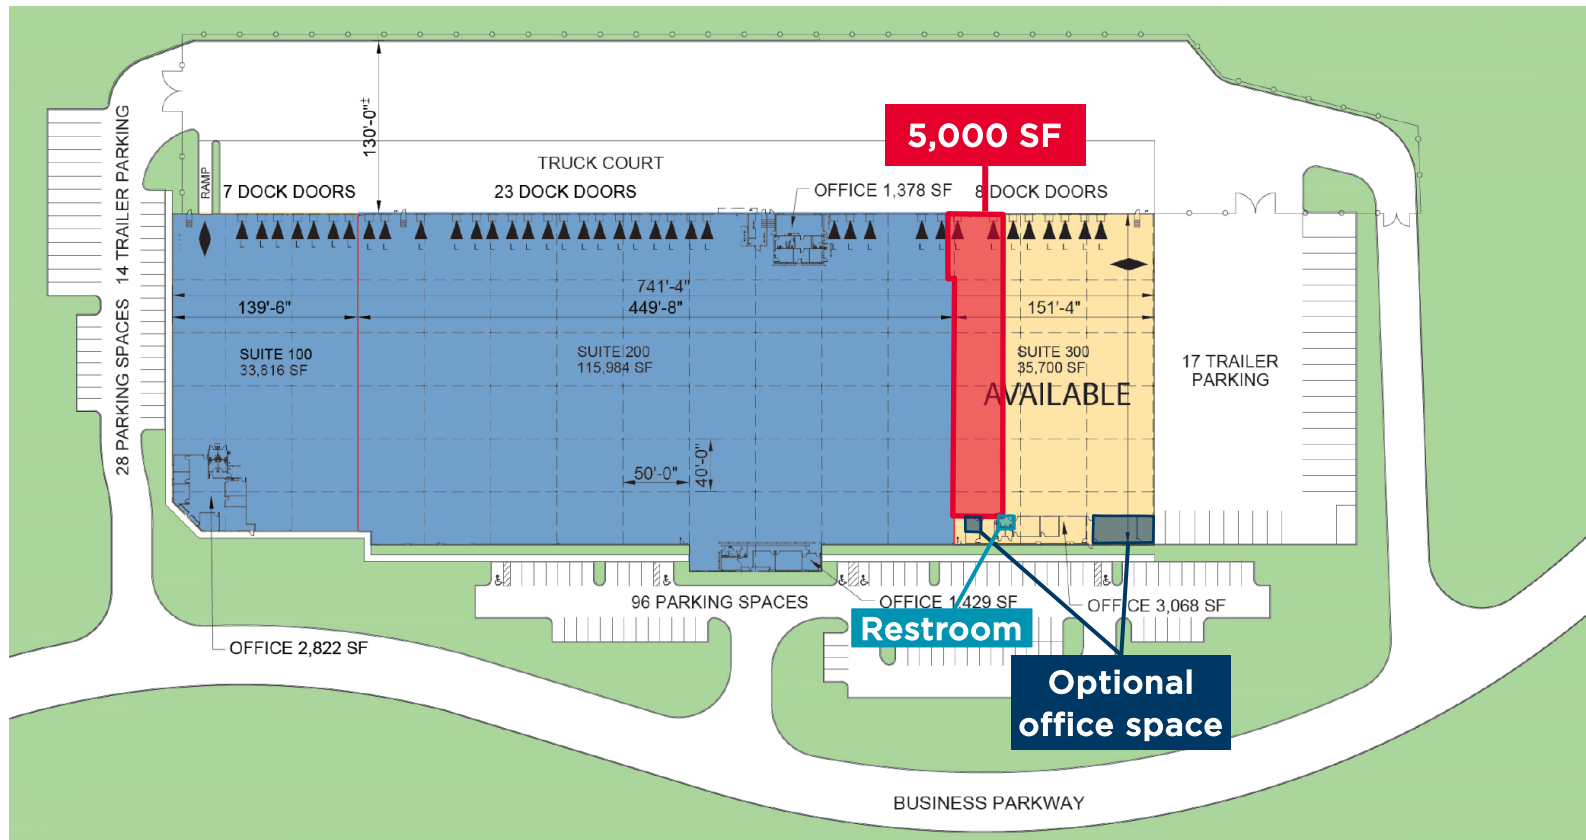 130'-0"±
5,000 SF
TRUCK COURT
RAMP
7 DOCK DOORS
23 DOCK DOORS
OFFICE 1,378 SF
8 DOCK DOORS
28 PARKING SPACES 14 TRAILER PARKING
741'-4"
139'-6"
449'-8"
151'-4"
SUITE 100
33,816 SF
SUITE 200
115,984 SF
SUITE 300
35,700 SF
AVAILABLE
17 TRAILER
PARKING
50'-0"
40'-0"
96 PARKING SPACES
OFFICE 1,429 SF
OFFICE 3,068 SF
Restroom
OFFICE 2,822 SF
Optional
office space
BUSINESS PARKWAY